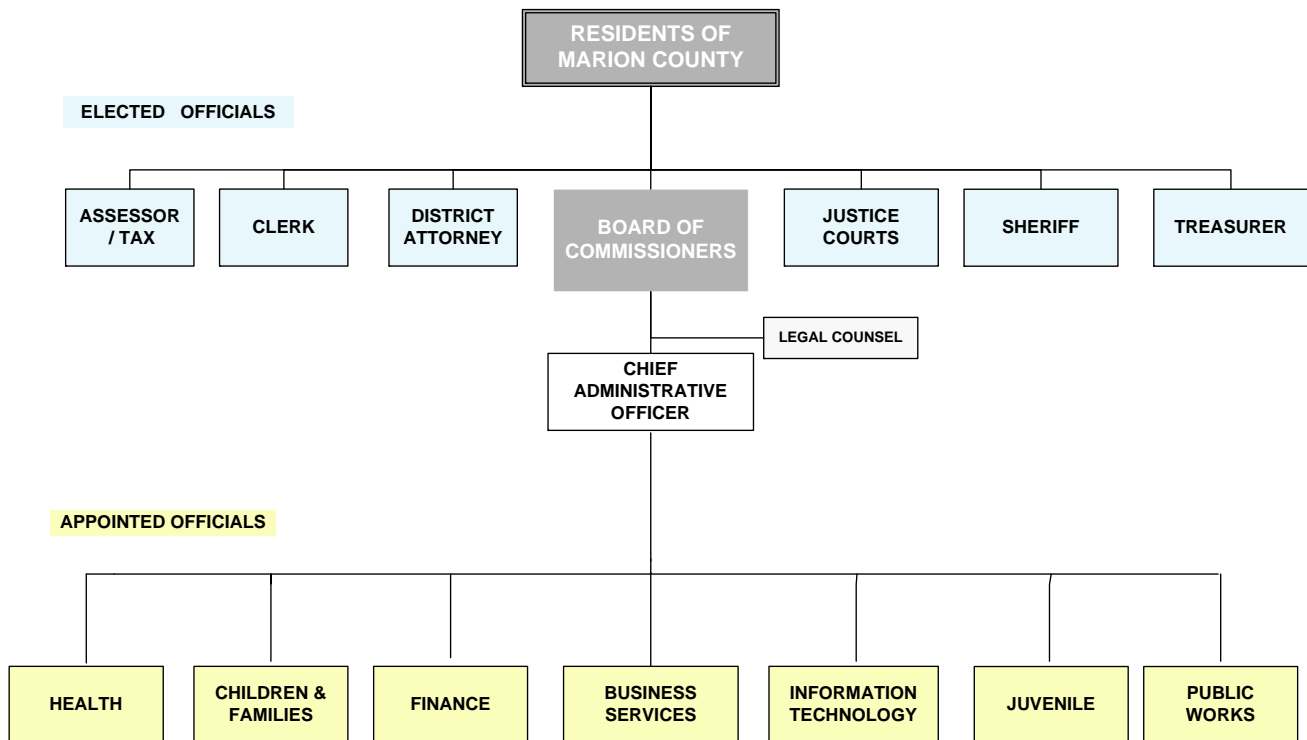 RESIDENTS OF
MARION COUNTY
ELECTED OFFICIALS
ASSESSOR
/ TAX
CLERK
DISTRICT
ATTORNEY
BOARD OF
COMMISSIONERS
JUSTICE
COURTS
SHERIFF
TREASURER
LEGAL COUNSEL
CHIEF
ADMINISTRATIVE
OFFICER
APPOINTED OFFICIALS
HEALTH
CHILDREN &
FAMILIES
FINANCE
BUSINESS
SERVICES
INFORMATION
TECHNOLOGY
JUVENILE
PUBLIC
WORKS